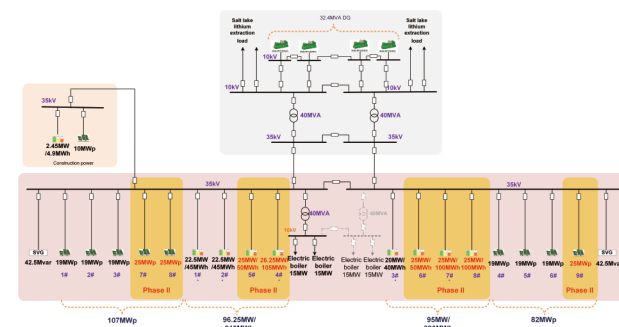 32.4MVA DG
Salt lake
lithium
extraction
load
Salt lake
lithium
extraction
load
10kV
10kV
10kV
40MVA
40MVA
35kV
35kV
35kV
2.45MW
/4.9MWh
10MWp
Construction power
35kV
35kV
40MVA
40MVA
10kV
SVG
42.5Mvar
19MWp
1#
19MWp
2#
19MWp
3#
25MWp
7#
25MWp
8#
Phase II
22.5MW
/45MWh
1#
22.5MW
/45MWh
2#
25MW/
50MWh
5#
26.25MW/
105MWh
4#
Phase II
Electric
boiler
15MW
Electric
boiler
15MW
Electric
boiler
15MW
Electric
boiler
15MW
20MW/
40MWh
3#
25MW/
50MWh
6#
25MW/
100MWh
7#
25MW/
100MWh
8#
Phase II
19MWp
4#
19MWp
5#
19MWp
6#
25MWp
9#
Phase II
SVG
42.5Mvar
107MWp
96.25MW/
95MW/
82MWp